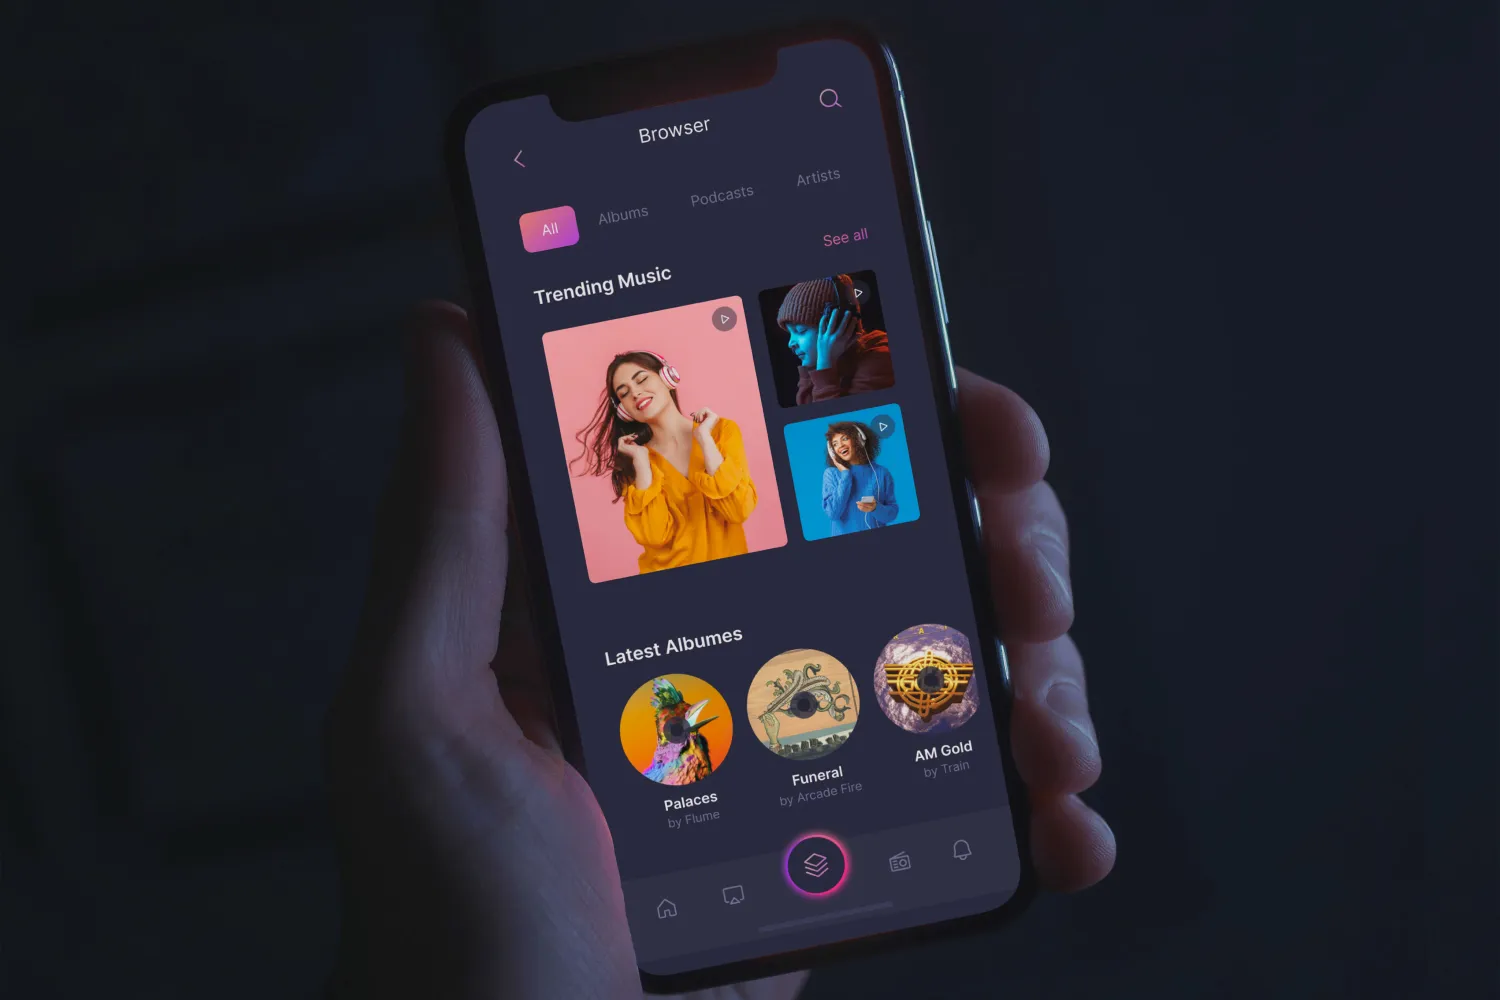 Browser
All
Albums
Podcasts
Artists
Trending Music
See all
Latest Albumes
Palaces
by Flume
Funeral
by Arcade Fire
AM Gold
by Train